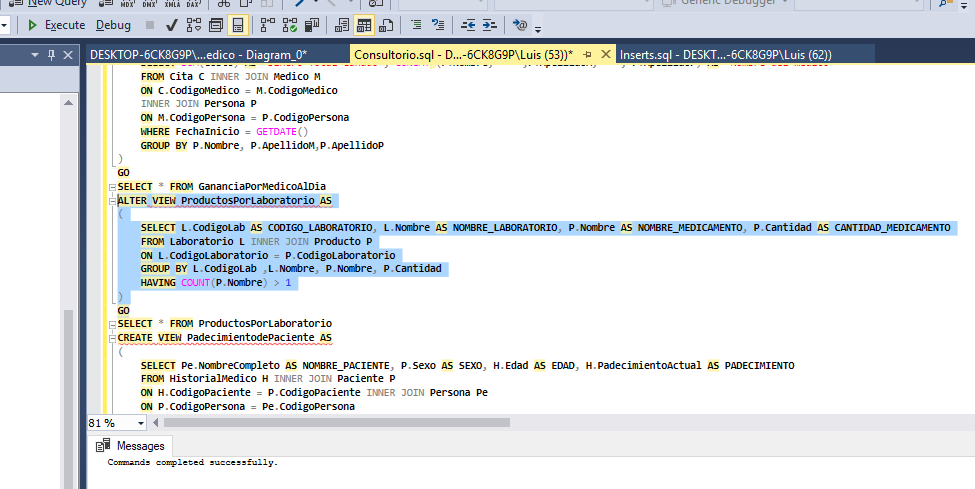 New Query
MDX DMX XMLA DAX
Generic Debugger
Execute Debug
DESKTOP-6CK8G9P\...edico - Diagram_0* Consultorio.sql - D...-6CK8G9P\Luis (53))* Inserts.sql - DESKT...-6CK8G9P\Luis (62))
FROM Cita C INNER JOIN Medico M
ON C.CodigoMedico = M.CodigoMedico
INNER JOIN Persona P
ON M.CodigoPersona = P.CodigoPersona
WHERE FechaInicio = GETDATE()
GROUP BY P.Nombre, P.ApellidoM,P.ApellidoP
)
GO
SELECT * FROM GananciaPorMedicoAlDia
ALTER VIEW ProductosPorLaboratorio AS
(
SELECT L.CodigoLab AS CODIGO_LABORATORIO, L.Nombre AS NOMBRE_LABORATORIO, P.Nombre AS NOMBRE_MEDICAMENTO, P.Cantidad AS CANTIDAD_MEDICAMENTO
FROM Laboratorio L INNER JOIN Producto P
ON L.CodigoLaboratorio = P.CodigoLaboratorio
GROUP BY L.CodigoLab ,L.Nombre, P.Nombre, P.Cantidad
HAVING COUNT(P.Nombre) > 1
)
GO
SELECT * FROM ProductosPorLaboratorio
CREATE VIEW PadecimientodePaciente AS
(
SELECT Pe.NombreCompleto AS NOMBRE_PACIENTE, P.Sexo AS SEXO, H.Edad AS EDAD, H.PadecimientoActual AS PADECIMIENTO
FROM HistorialMedico H INNER JOIN Paciente P
ON H.CodigoPaciente = P.CodigoPaciente INNER JOIN Persona Pe
ON P.CodigoPersona = Pe.CodigoPersona
81 %
Messages
Commands completed successfully.